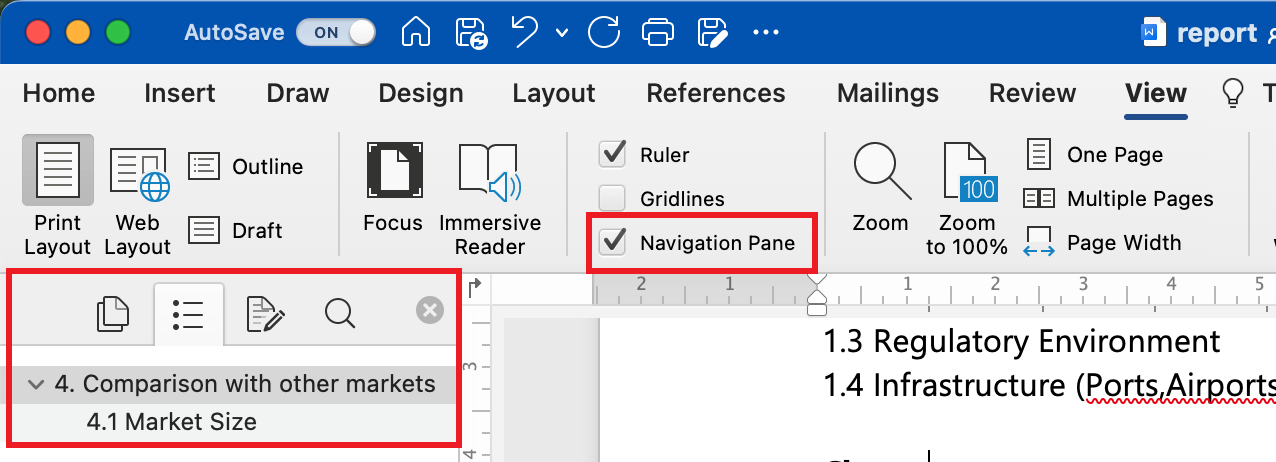 AutoSave ON report
Home Insert Draw Design Layout References Mailings Review View
Print Layout
Web Layout
Outline
Draft
Focus
Immersive Reader
Ruler
Gridlines
Navigation Pane
Zoom
100
Zoom to 100%
One Page
Multiple Pages
Page Width
2 1 1 2 3 4 5
4. Comparison with other markets
4.1 Market Size
3
4
1.3 Regulatory Environment
1.4 Infrastructure (Ports,Airports